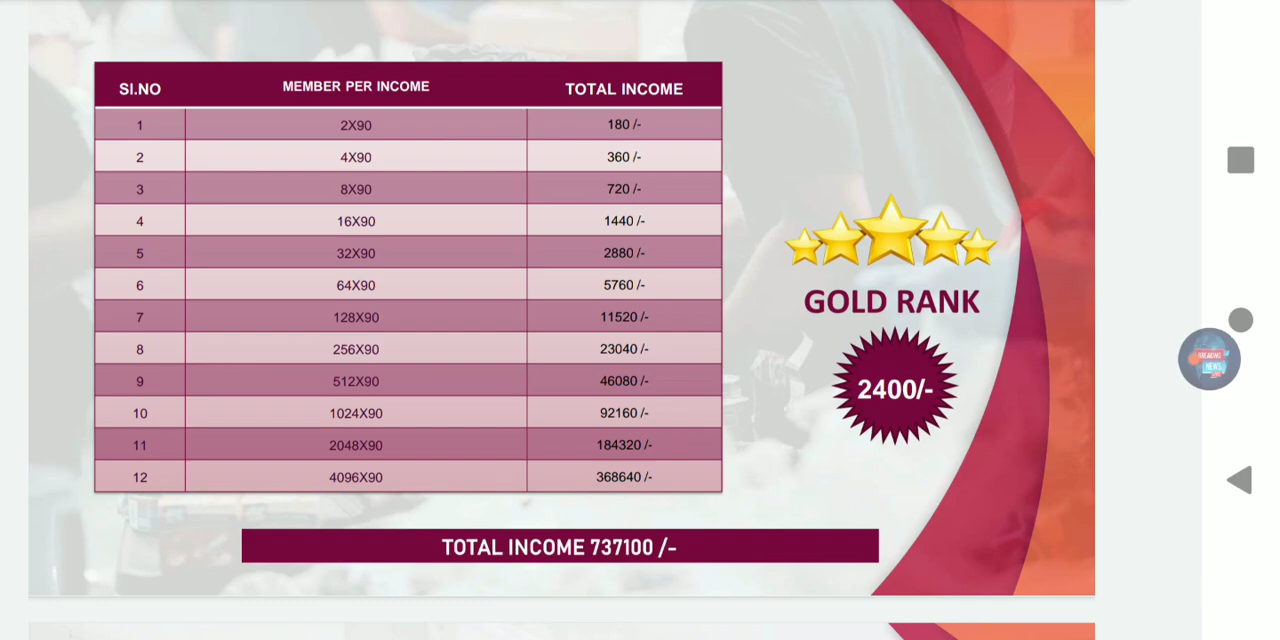 SI.NO MEMBER PER INCOME TOTAL INCOME
1 2X90 180 /-
2 4X90 360 /-
3 8X90 720 /-
4 16X90 1440 /-
5 32X90 2880 /-
6 64X90 5760 /-
7 128X90 11520 /-
8 256X90 23040 /-
9 512X90 46080 /-
10 1024X90 92160 /-
11 2048X90 184320 /-
12 4096X90 368640 /-
GOLD RANK
2400/-
BREAKING
NEWS
TOTAL INCOME 737100 /-